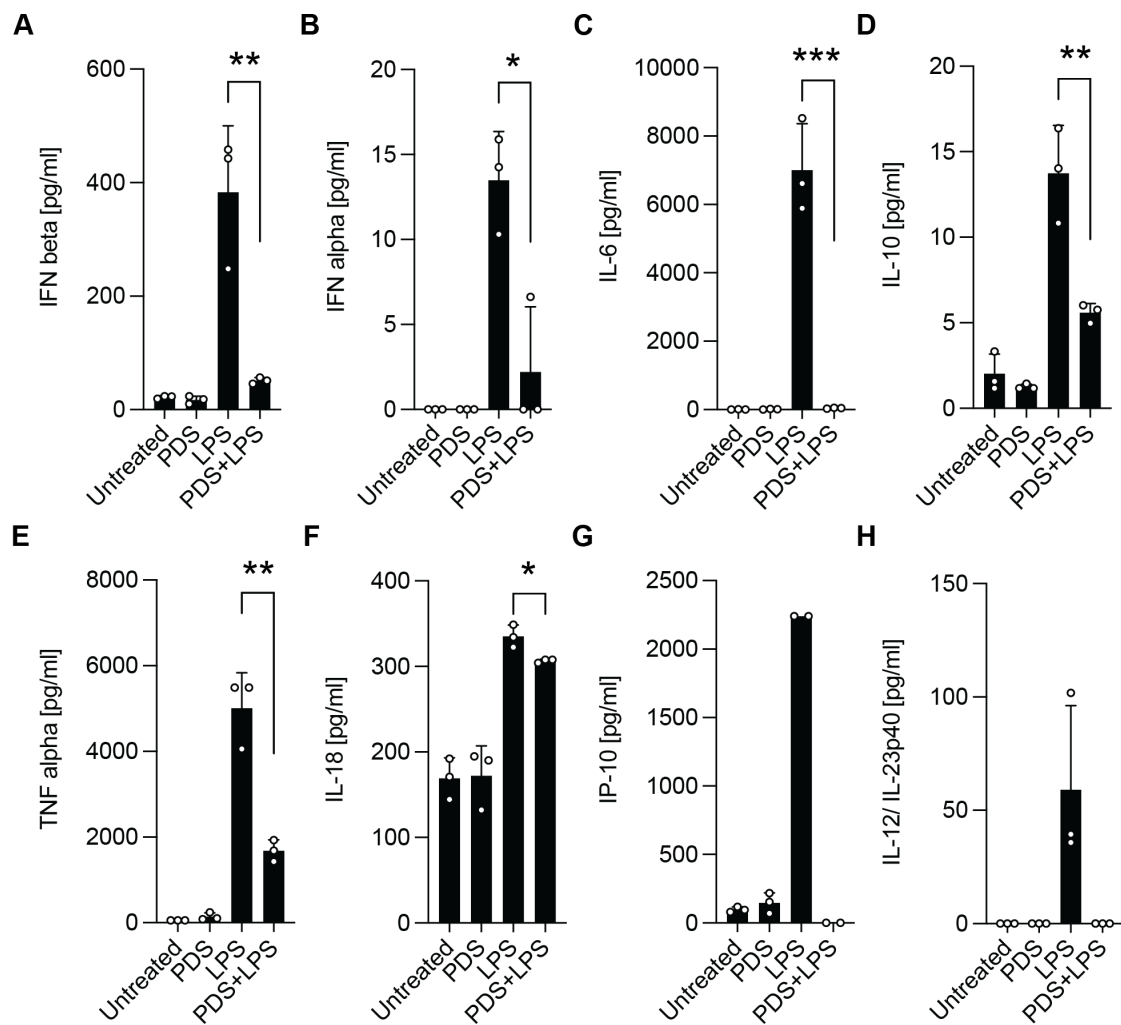 A
**
600
400
200
0
IFN beta [pg/ml]
Untreated
PDS
LPS
PDS+LPS
B
*
20
15
10
5
0
IFN alpha [pg/ml]
Untreated
PDS
LPS
PDS+LPS
C
***
10000
8000
6000
4000
2000
0
IL-6 [pg/ml]
Untreated
PDS
LPS
PDS+LPS
D
**
20
15
10
5
0
IL-10 [pg/ml]
Untreated
PDS
LPS
PDS+LPS
E
**
8000
6000
4000
2000
0
TNF alpha [pg/ml]
Untreated
PDS
LPS
PDS+LPS
F
*
400
300
200
100
0
IL-18 [pg/ml]
Untreated
PDS
LPS
PDS+LPS
G
2500
2000
1500
1000
500
0
IP-10 [pg/ml]
Untreated
PDS
LPS
PDS+LPS
H
150
100
50
0
IL-12/ IL-23p40 [pg/ml]
Untreated
PDS
LPS
PDS+LPS